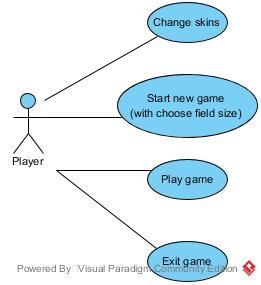 Change skins
Start new game
(with choose field size)
Player
Play game
Exit game
Powered By Visual Paradigm Community Edition